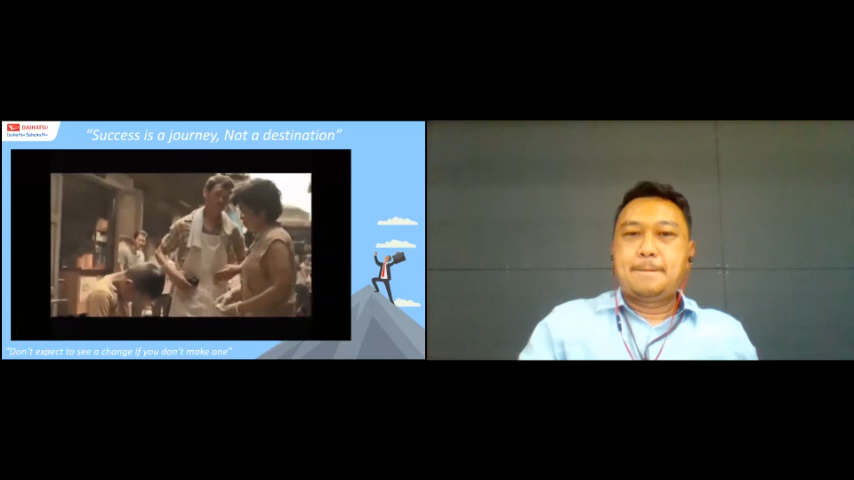 DAIHATSU
“Success is a journey, Not a destination”
“Don’t expect to see a change if you don’t make one”